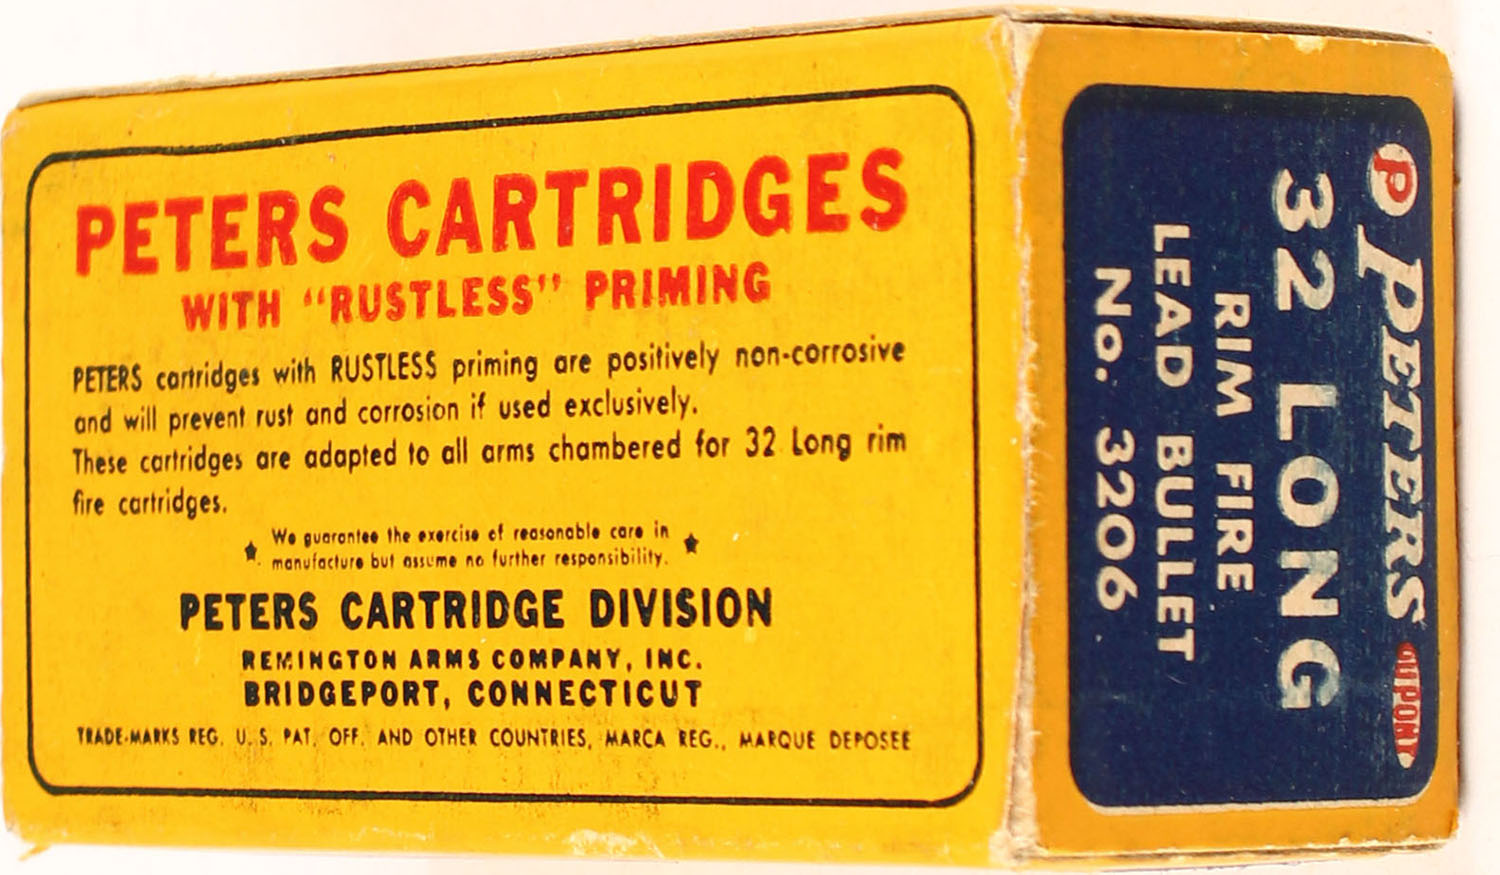 PETERS CARTRIDGES
WITH "RUSTLESS" PRIMING
PETERS cartridges with RUSTLESS priming are positively non-corrosive
and will prevent rust and corrosion if used exclusively.
These cartridges are adapted to all arms chambered for 32 Long rim
fire cartridges.
We guarantee the exercise of reasonable care in
manufacture but assume no further responsibility.
PETERS CARTRIDGE DIVISION
REMINGTON ARMS COMPANY, INC.
BRIDGEPORT, CONNECTICUT
TRADE-MARKS REG. U. S. PAT. OFF. AND OTHER COUNTRIES, MARCA REG., MARQUE DEPOSEE
P PETERS DUPONT
32 LONG
RIM FIRE
LEAD BULLET
No. 3206